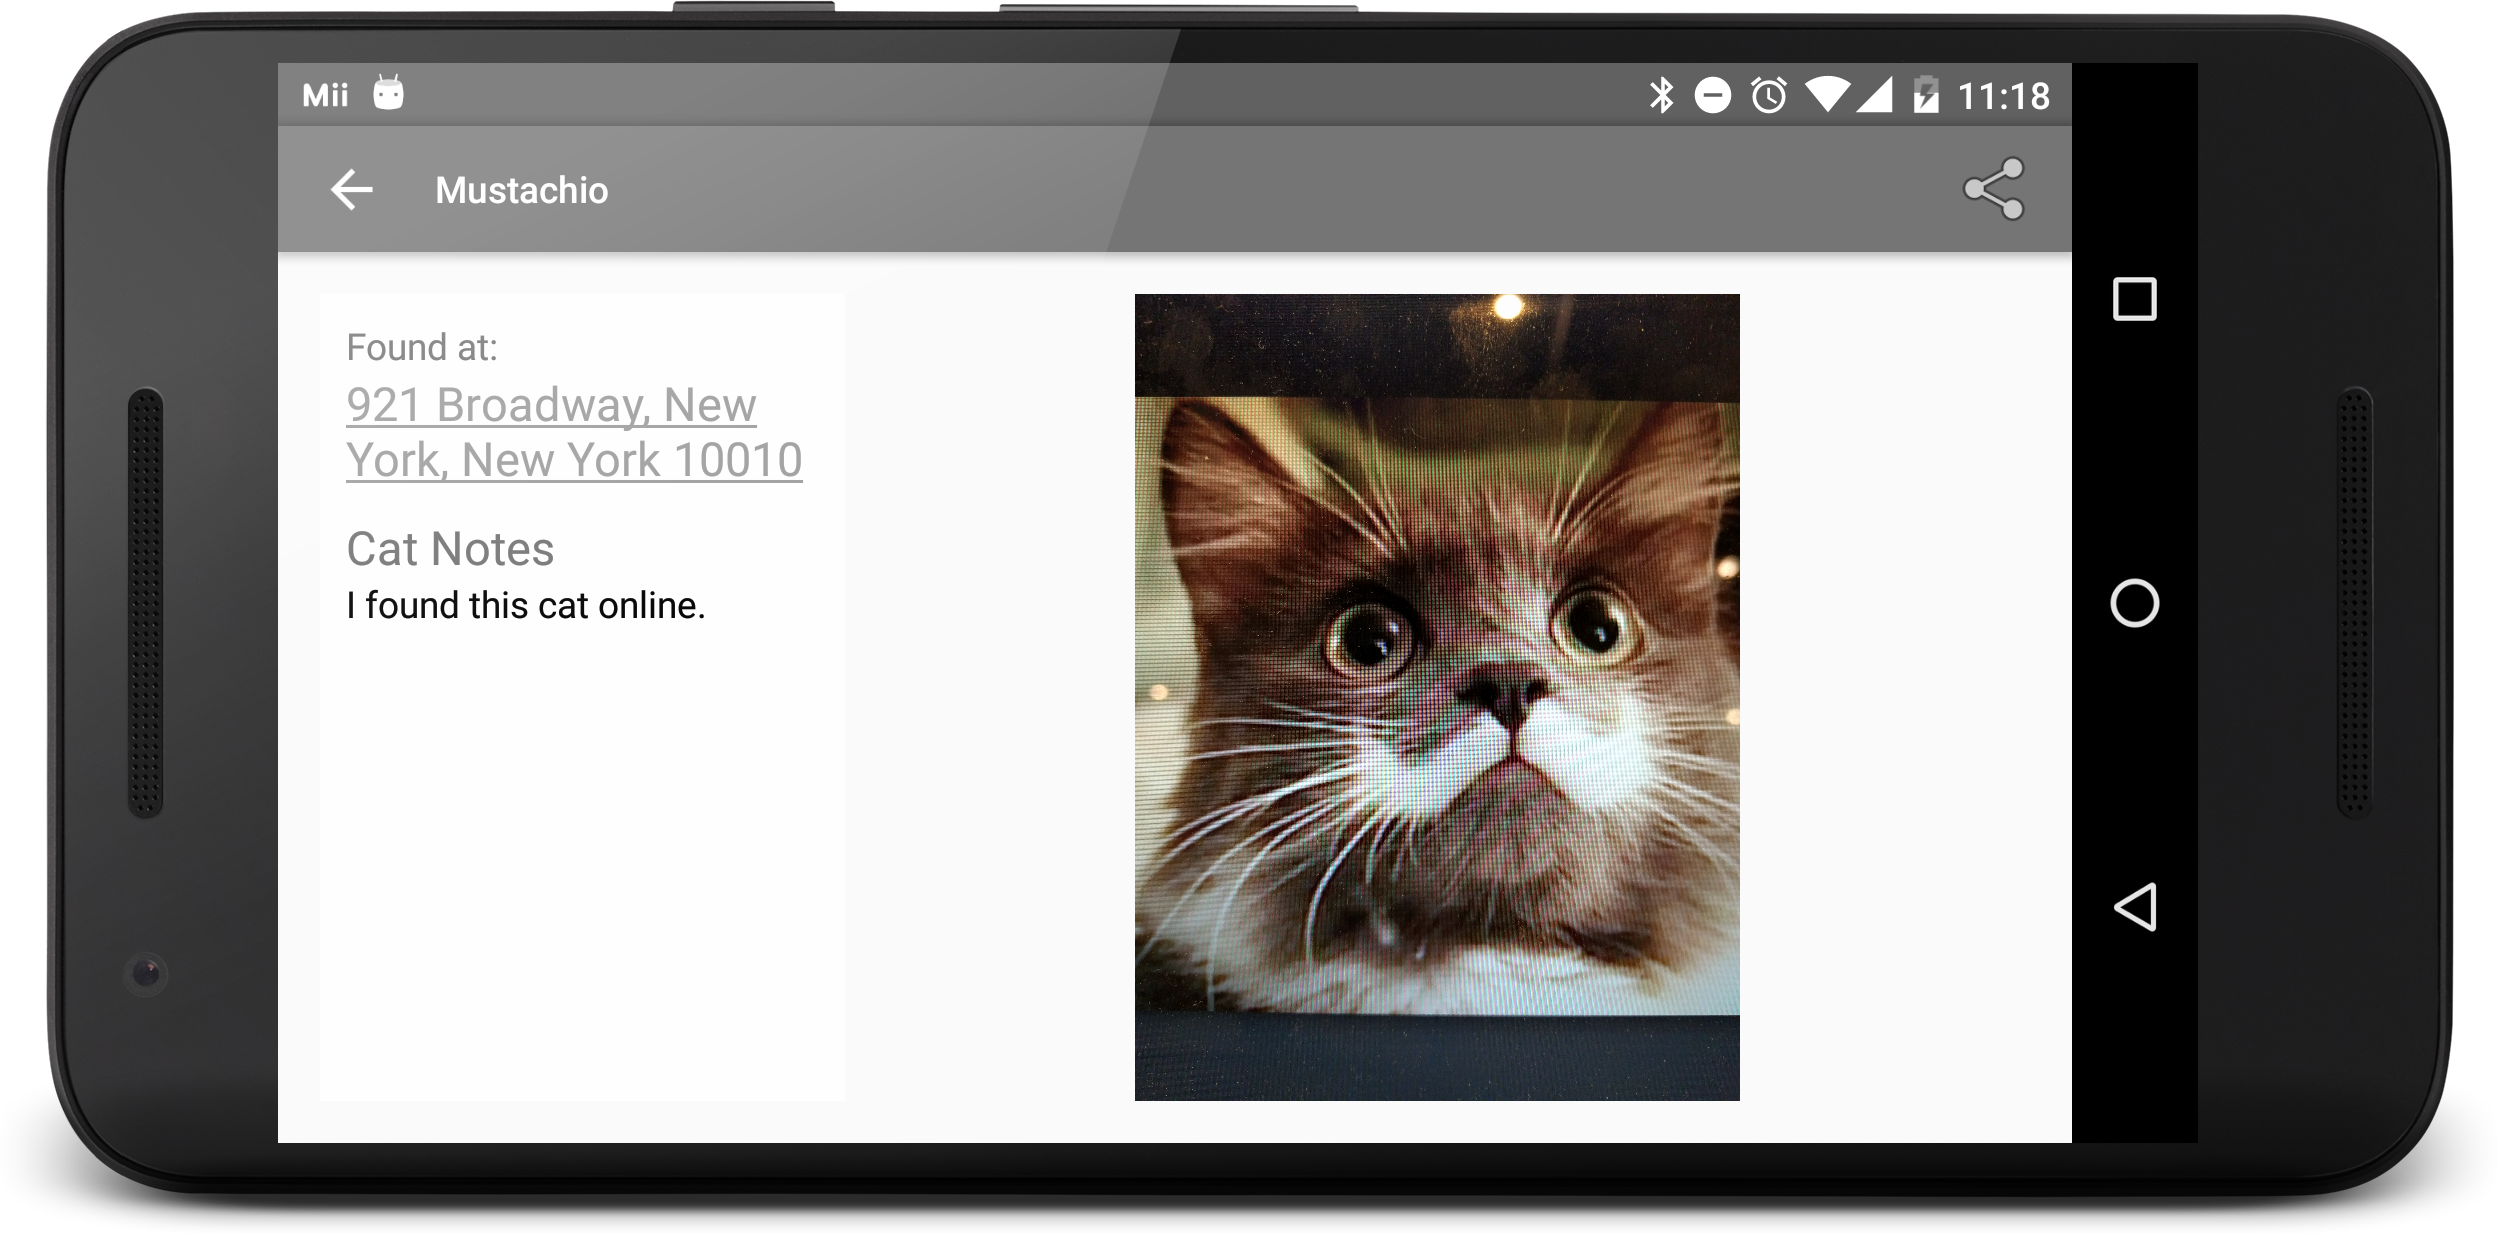 Mii
11:18
Mustachio
Found at:
921 Broadway, New
York, New York 10010
Cat Notes
I found this cat online.